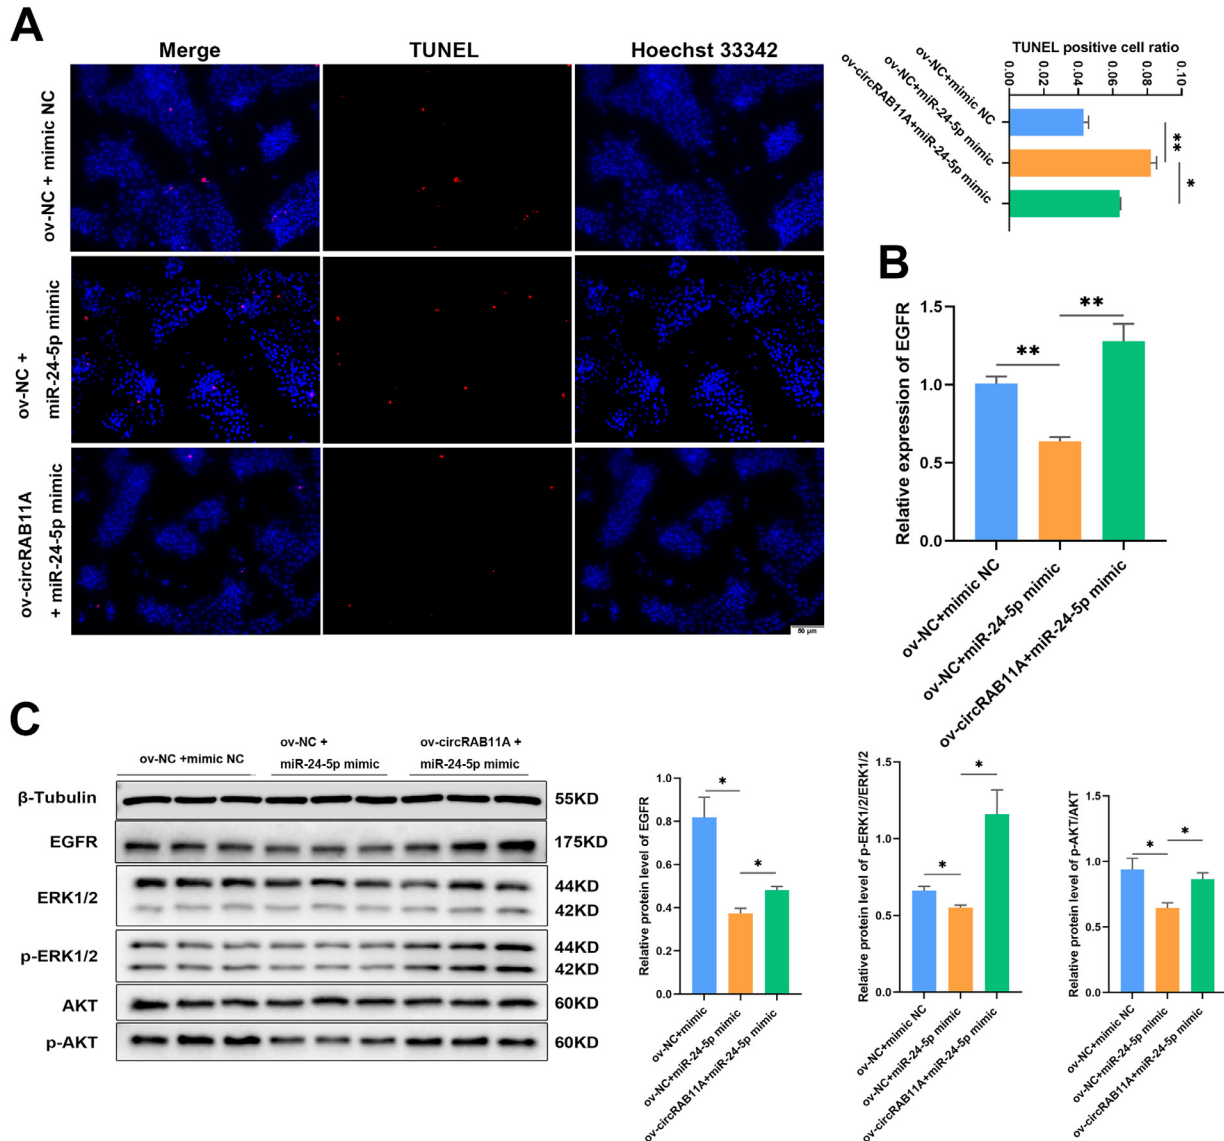 A
Merge
TUNEL
Hoechst 33342
ov-NC + mimic NC
ov-NC +
miR-24-5p mimic
ov-circRAB11A
+ miR-24-5p mimic
50 μm
TUNEL positive cell ratio
0.00
0.02
0.04
0.06
0.08
0.10
ov-NC+mimic NC
ov-NC+miR-24-5p mimic
ov-circRAB11A+miR-24-5p mimic
**
*
B
Relative expression of EGFR
1.5
1.0
0.5
0.0
**
**
ov-NC+mimic NC
ov-NC+miR-24-5p mimic
ov-circRAB11A+miR-24-5p mimic
C
ov-NC +mimic NC
ov-NC +
miR-24-5p mimic
ov-circRAB11A +
miR-24-5p mimic
β-Tubulin
55KD
EGFR
175KD
ERK1/2
44KD
42KD
p-ERK1/2
44KD
42KD
AKT
60KD
p-AKT
60KD
Relative protein level of EGFR
1.0
0.8
0.6
0.4
0.2
0.0
*
*
ov-NC+mimic
ov-NC+miR-24-5p mimic
ov-circRAB11A+miR-24-5p mimic
Relative protein level of p-ERK1/2/ERK1/2
1.5
1.0
0.5
0.0
*
*
ov-NC+mimic NC
ov-NC+miR-24-5p mimic
ov-circRAB11A+miR-24-5p mimic
Relative protein level of p-AKT/AKT
1.5
1.0
0.5
0.0
*
*
ov-NC+mimic NC
ov-NC+miR-24-5p mimic
ov-circRAB11A+miR-24-5p mimic